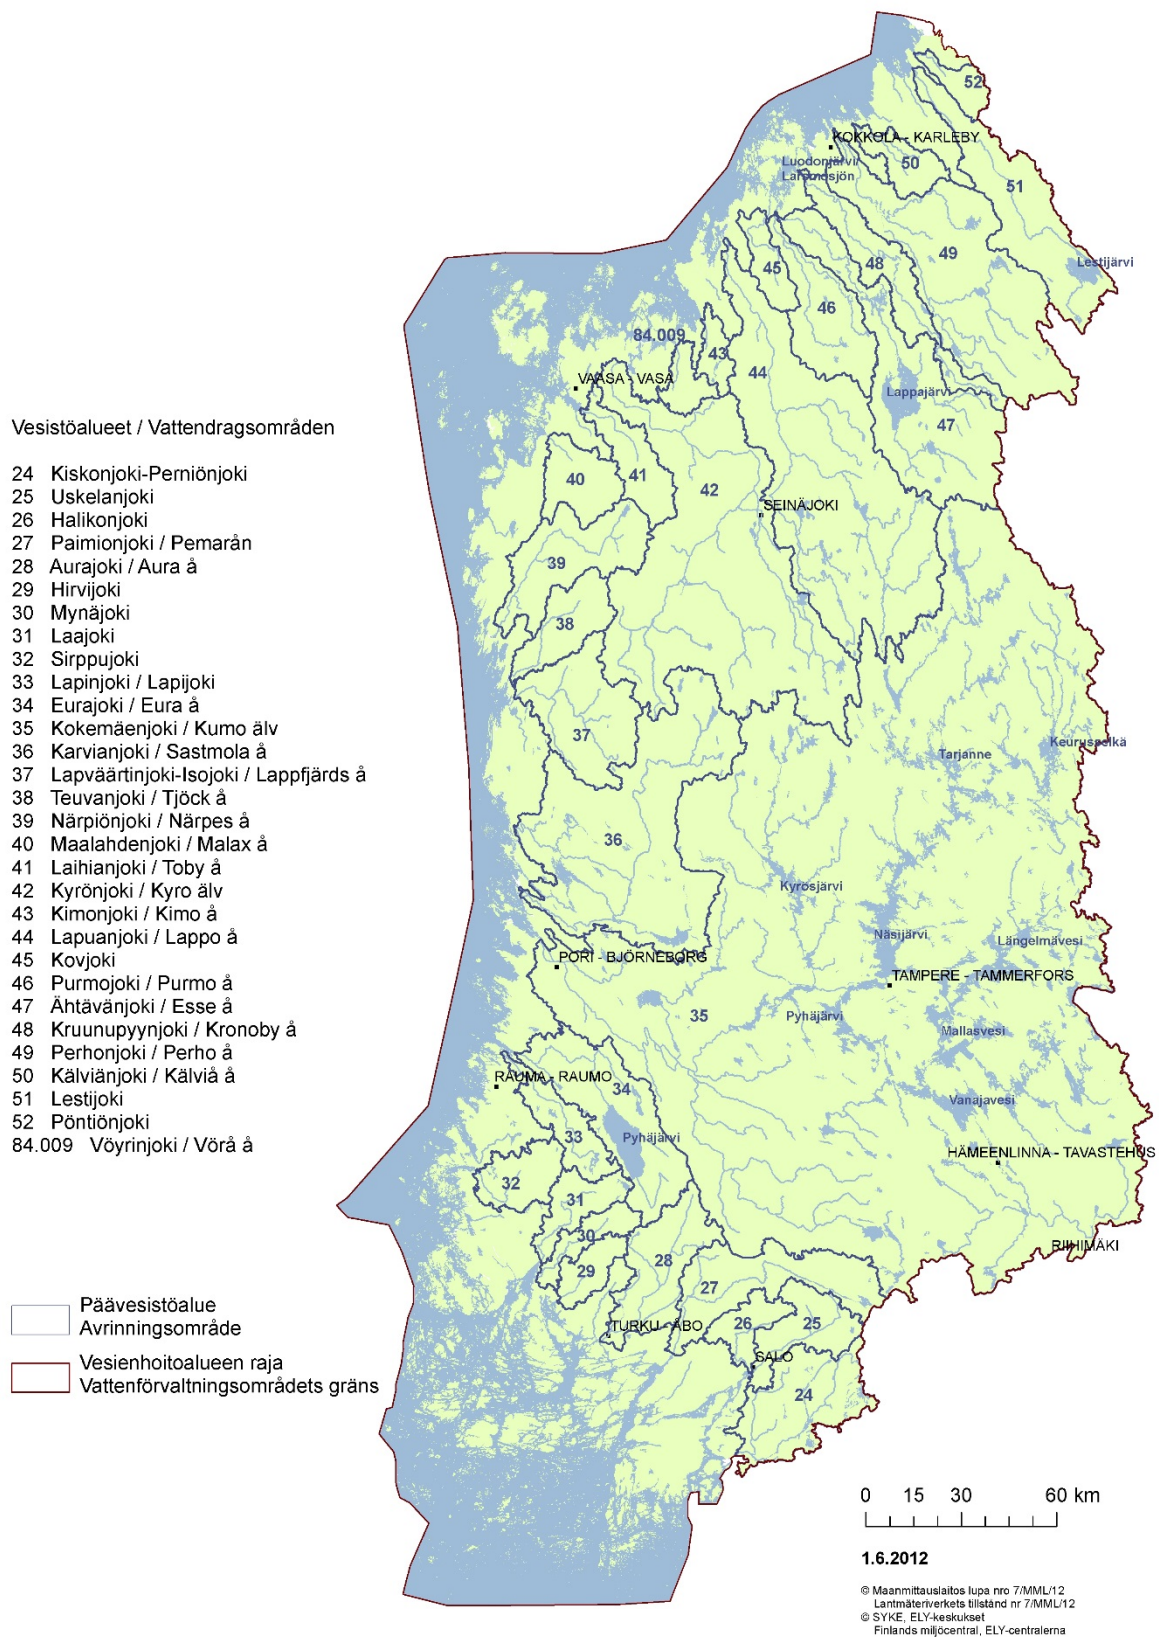 Vesistöalueet / Vattendragsområden
24 Kiskonjoki-Perniönjoki
25 Uskelanjoki
26 Halikonjoki
27 Paimionjoki / Pemarån
28 Aurajoki / Aura å
29 Hirvijoki
30 Mynäjoki
31 Laajoki
32 Sirppujoki
33 Lapinjoki / Lapijoki
34 Eurajoki / Eura å
35 Kokemäenjoki / Kumo älv
36 Karvianjoki / Sastmola å
37 Lapväärtinjoki-Isojoki / Lappfjärds å
38 Teuvanjoki / Tjöck å
39 Närpiönjoki / Närpes å
40 Maalahdenjoki / Malax å
41 Laihianjoki / Toby å
42 Kyrönjoki / Kyro älv
43 Kimonjoki / Kimo å
44 Lapuanjoki / Lappo å
45 Kovjoki
46 Purmojoki / Purmo å
47 Ähtävänjoki / Esse å
48 Kruunupyynjoki / Kronoby å
49 Perhonjoki / Perho å
50 Kälviänjoki / Kälviå å
51 Lestijoki
52 Pöntiönjoki
84.009 Vöyrinjoki / Vörå å
Päävesistöalue
Avrinningsområde
Vesienhoitoalueen raja
Vattenförvaltningsområdets gräns
52
KOKKOLA - KARLEBY
Luodonjärvi/
Larsmosjön
50
51
49
Lestijärvi
48
45
46
84.009
43
44
VAASA - VASA
Lappajärvi
47
41
40
42
SEINÄJOKI
39
38
37
Keuruselkä
Tarjanne
36
Kyrösjärvi
Näsijärvi
Längelmävesi
PORI - BJÖRNEBORG
TAMPERE - TAMMERFORS
35
Pyhäjärvi
Mallasvesi
RAUMA - RAUMO
34
Vanajavesi
33
Pyhäjärvi
HÄMEENLINNA - TAVASTEHUS
32
31
30
RIIHIMÄKI
28
29
27
TURKU - ÅBO
26
25
SALO
24
0 15 30 60 km
1.6.2012
© Maanmittauslaitos lupa nro 7/MML/12
Lantmäteriverkets tillstånd nr 7/MML/12
© SYKE, ELY-keskukset
Finlands miljöcentral, ELY-centralerna